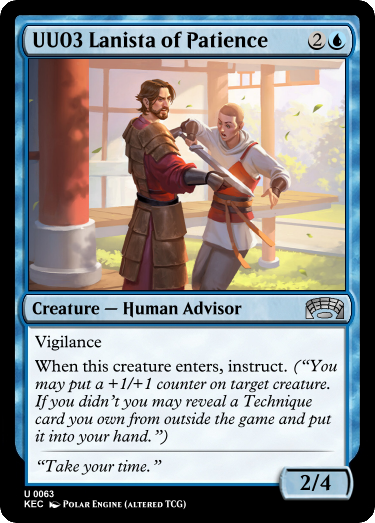 UU03 Lanista of Patience 2
Creature — Human Advisor
Vigilance
When this creature enters, instruct. (“You
may put a +1/+1 counter on target creature.
If you didn’t you may reveal a Technique
card you own from outside the game and put
it into your hand.”)
“Take your time.”
2/4
U 0063
KEC Polar Engine (altered TCG)